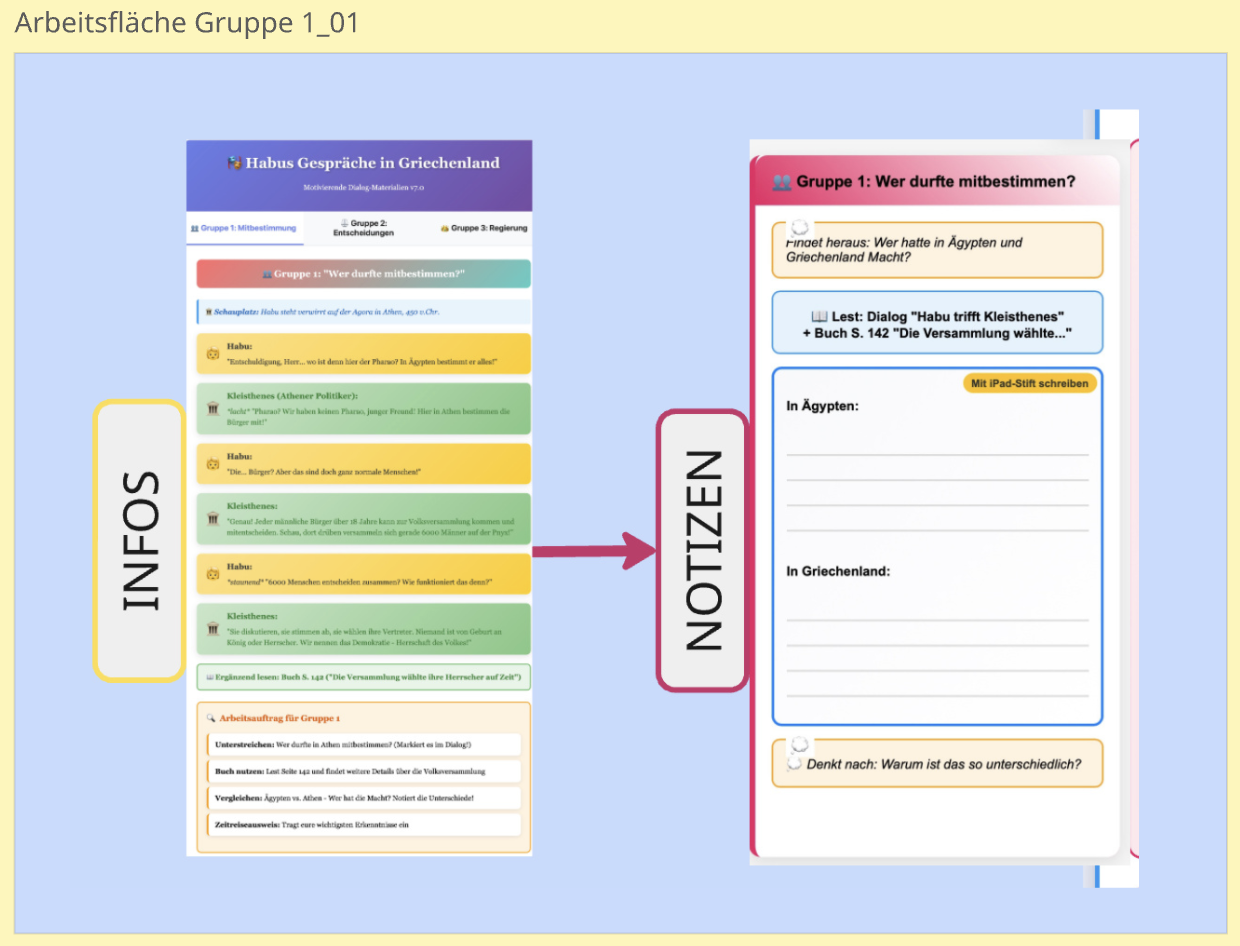 Arbeitsfläche Gruppe 1_01
INFOS
Habus Gespräche in Griechenland
Motivierende Dialog-Materialien v7.0
Gruppe 1: Mitbestimmung
Gruppe 2:
Entscheidungen
Gruppe 3: Regierung
Gruppe 1: "Wer durfte mitbestimmen?"
Schauplatz: Habu steht verwirrt auf der Agora in Athen, 450 v.Chr.
Habu:
"Entschuldigung, Herr... wo ist denn hier der Pharao? In Ägypten bestimmt er alles!"
Kleisthenes (Athener Politiker):
*lacht* "Pharao? Wir haben keinen Pharao, junger Freund! Hier in Athen bestimmen die
Bürger mit!"
Habu:
"Die... Bürger? Aber das sind doch ganz normale Menschen!"
Kleisthenes:
"Genau! Jeder männliche Bürger über 18 Jahre kann zur Volksversammlung kommen und
mitentscheiden. Schau, dort drüben versammeln sich gerade 6000 Männer auf der Pnyx!"
Habu:
*staunend* "6000 Menschen entscheiden zusammen? Wie funktioniert das denn?"
Kleisthenes:
"Sie diskutieren, sie stimmen ab, sie wählen ihre Vertreter. Niemand ist von Geburt an
König oder Herrscher. Wir nennen das Demokratie - Herrschaft des Volkes!"
Ergänzend lesen: Buch S. 142 ("Die Versammlung wählte ihre Herrscher auf Zeit")
Arbeitsauftrag für Gruppe 1
Unterstreichen: Wer durfte in Athen mitbestimmen? (Markiert es im Dialog!)
Buch nutzen: Lest Seite 142 und findet weitere Details über die Volksversammlung
Vergleichen: Ägypten vs. Athen - Wer hat die Macht? Notiert die Unterschiede!
Zeitreiseausweis: Tragt eure wichtigsten Erkenntnisse ein
NOTIZEN
Gruppe 1: Wer durfte mitbestimmen?
Findet heraus: Wer hatte in Ägypten und
Griechenland Macht?
Lest: Dialog "Habu trifft Kleisthenes"
+ Buch S. 142 "Die Versammlung wählte..."
Mit iPad-Stift schreiben
In Ägypten:
In Griechenland:
Denkt nach: Warum ist das so unterschiedlich?